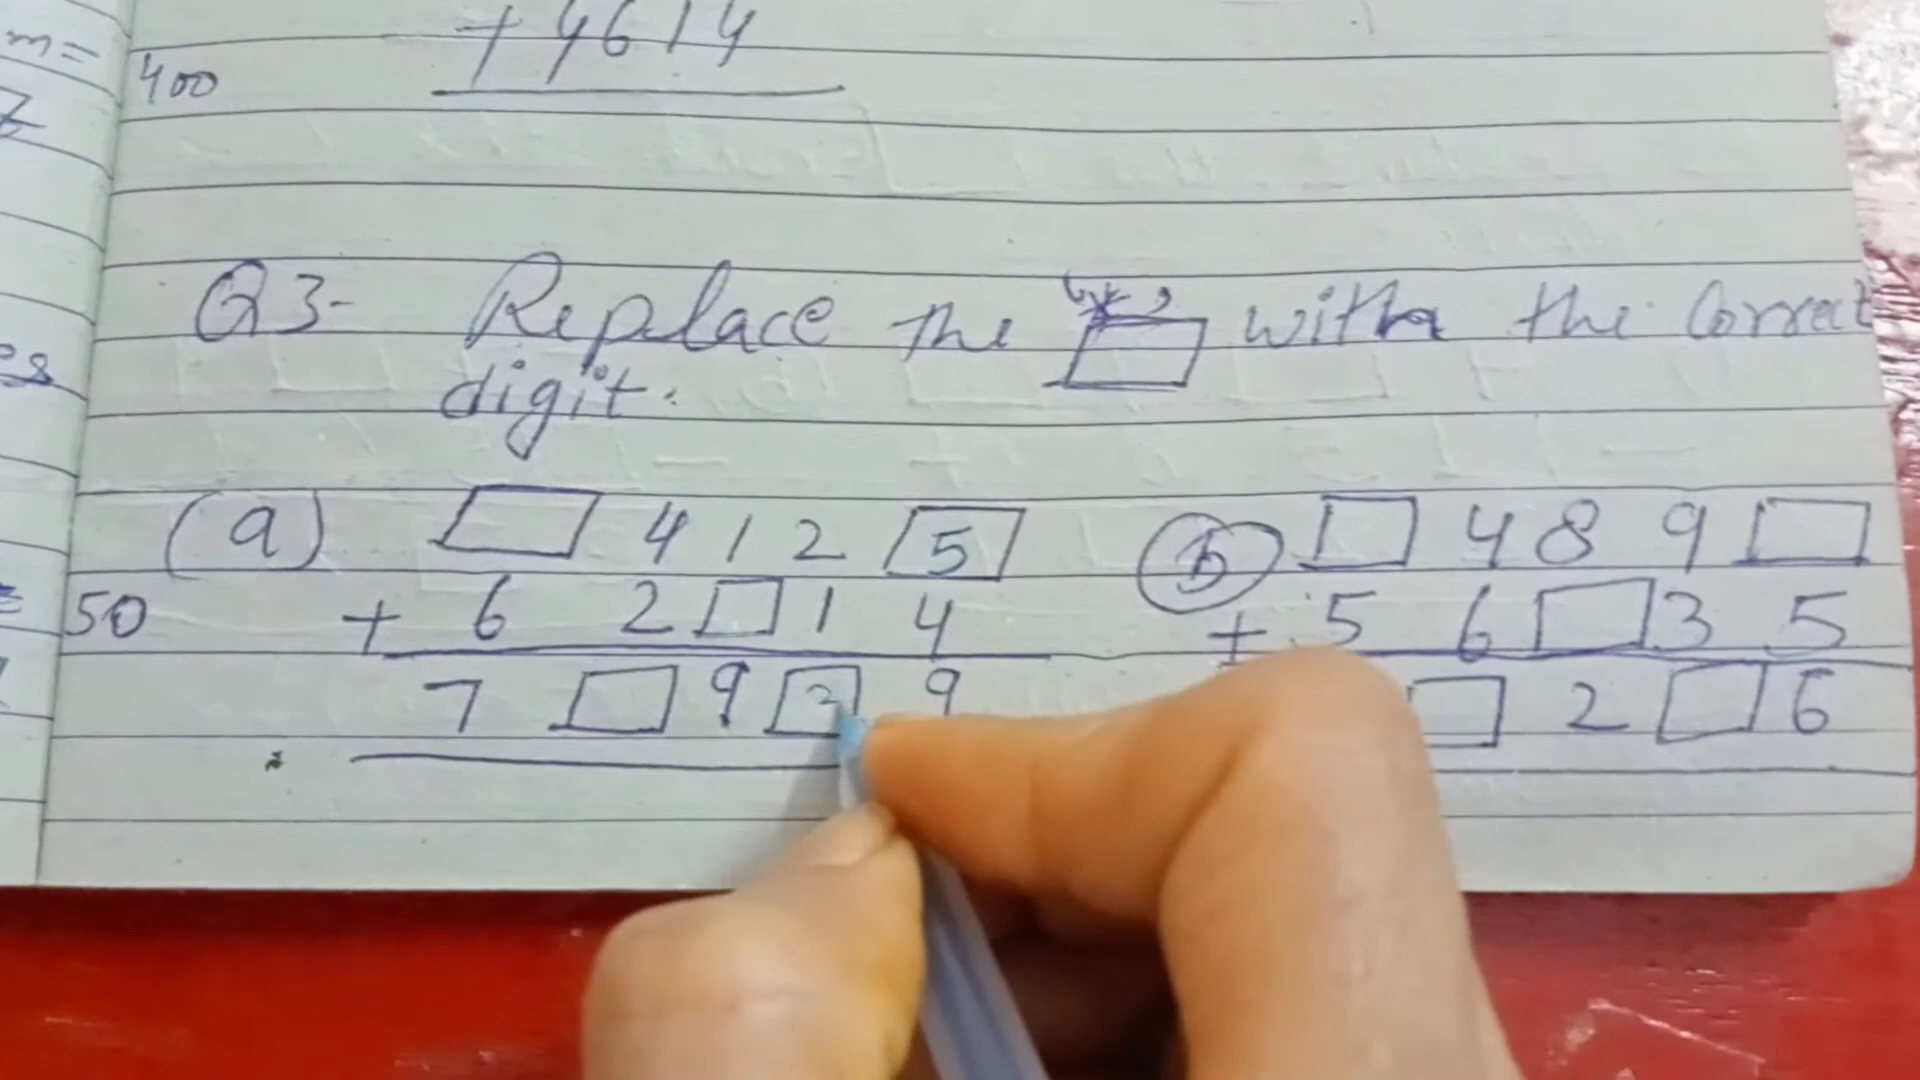 m=
400
+ 4614
Q3- Replace the □ with the Correct
digit.
(a) □ 4 1 2 5
50 + 6 2 □ 1 4
7 □ 9 3 9
(b) □ 4 8 9 □
+ 5 6 □ 3 5
□ 2 □ 6